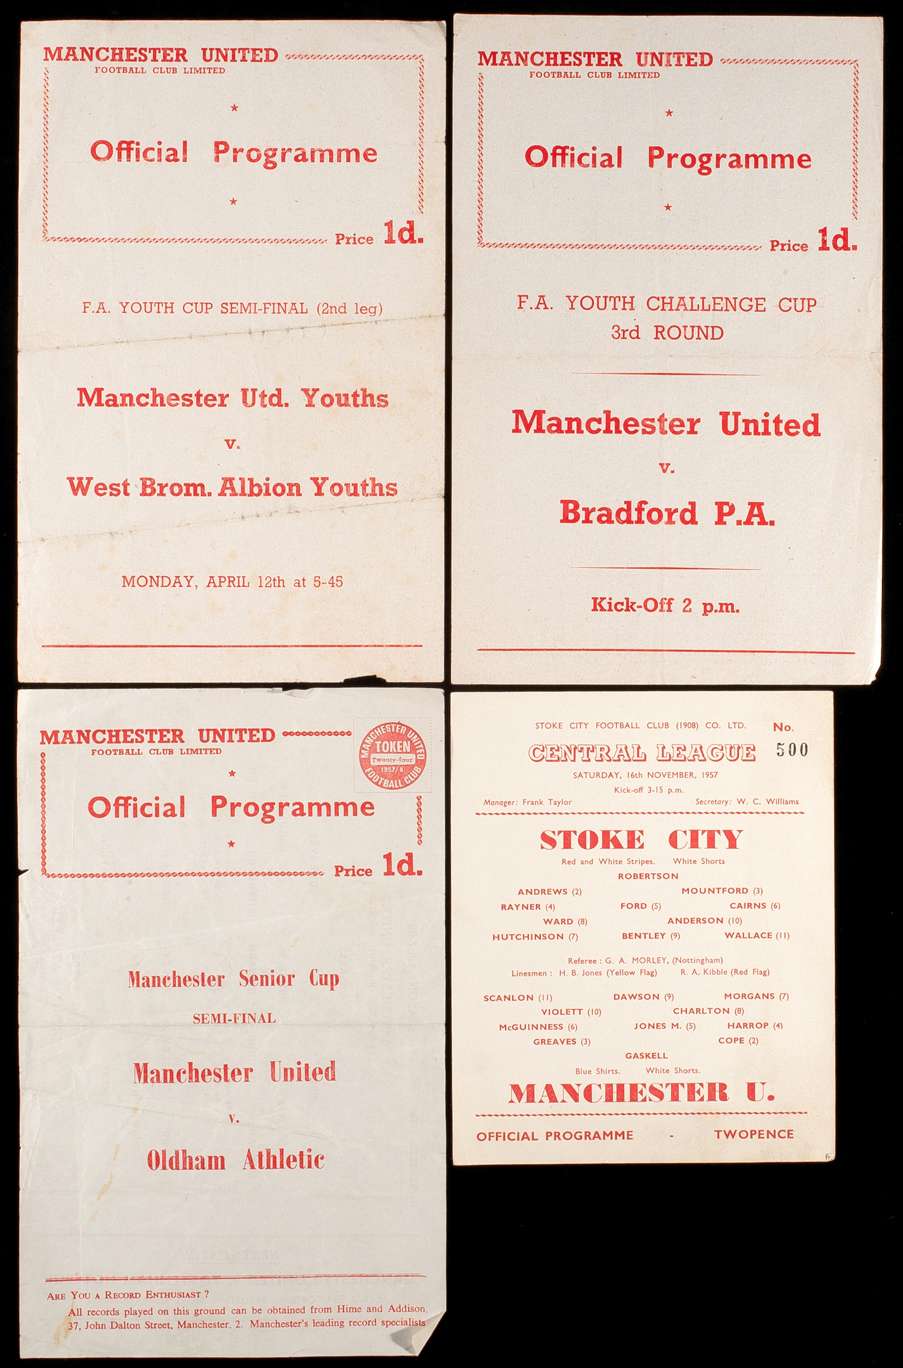 MANCHESTER UNITED
FOOTBALL CLUB LIMITED
Official Programme
Price 1d.
F.A. YOUTH CUP SEMI-FINAL (2nd leg)
Manchester Utd. Youths
v.
West Brom. Albion Youths
MONDAY, APRIL 12th at 5-45
MANCHESTER UNITED
FOOTBALL CLUB LIMITED
Official Programme
Price 1d.
F.A. YOUTH CHALLENGE CUP
3rd ROUND
Manchester United
v.
Bradford P.A.
Kick-Off 2 p.m.
MANCHESTER UNITED
FOOTBALL CLUB LIMITED
MANCHESTER UNITED
TOKEN
Twenty-four
1957/8
FOOTBALL CLUB
Official Programme
Price 1d.
Manchester Senior Cup
SEMI-FINAL
Manchester United
v.
Oldham Athletic
ARE YOU A RECORD ENTHUSIAST?
All records played on this ground can be obtained from Hime and Addison,
37, John Dalton Street, Manchester, 2. Manchester's leading record specialists
STOKE CITY FOOTBALL CLUB (1908) CO. LTD. No.
CENTRAL LEAGUE 500
SATURDAY, 16th NOVEMBER, 1957
Kick-off 3-15 p.m.
Manager: Frank Taylor Secretary: W. C. Williams
STOKE CITY
Red and White Stripes. White Shorts
ROBERTSON
ANDREWS (2) MOUNTFORD (3)
RAYNER (4) FORD (5) CAIRNS (6)
WARD (8) ANDERSON (10)
HUTCHINSON (7) BENTLEY (9) WALLACE (11)
Referee: G. A. MORLEY, (Nottingham)
Linesmen: H. B. Jones (Yellow Flag) R. A. Kibble (Red Flag)
SCANLON (11) DAWSON (9) MORGANS (7)
VIOLETT (10) CHARLTON (8)
McGUINNESS (6) JONES M. (5) HARROP (4)
GREAVES (3) COPE (2)
GASKELL
Blue Shirts. White Shorts.
MANCHESTER U.
OFFICIAL PROGRAMME - TWOPENCE